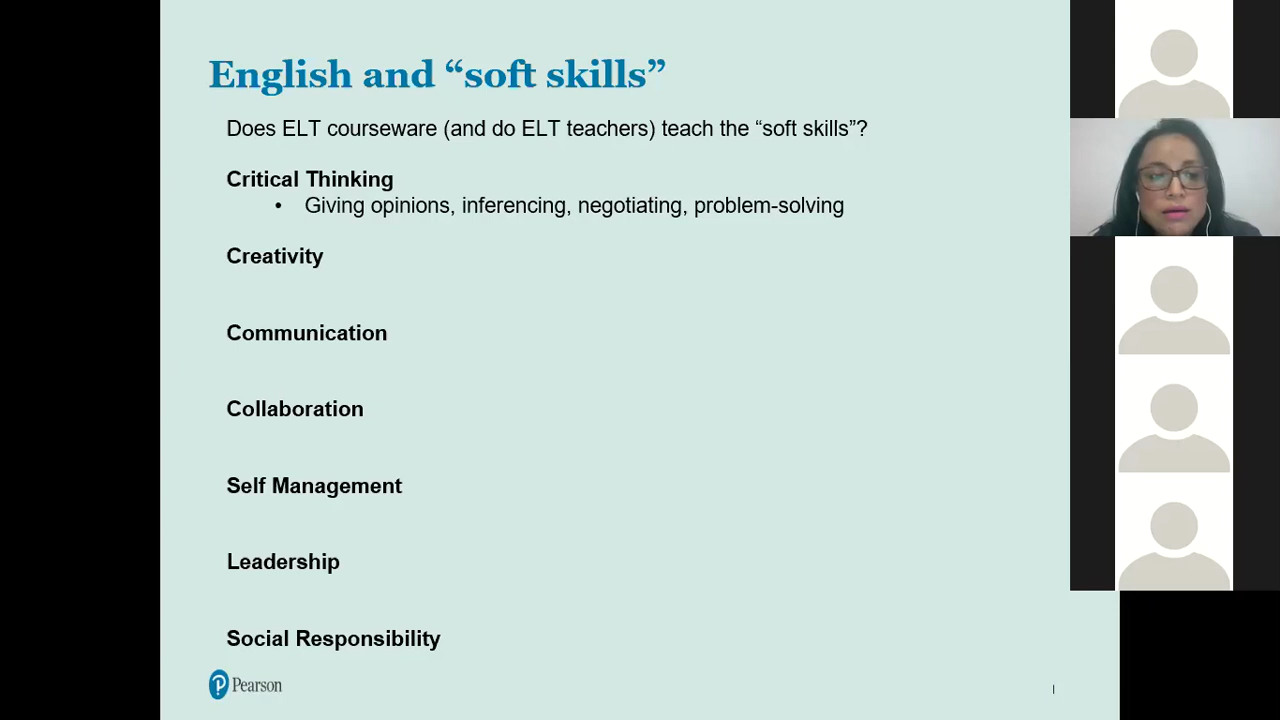 English and “soft skills”
Does ELT courseware (and do ELT teachers) teach the “soft skills”?
Critical Thinking
• Giving opinions, inferencing, negotiating, problem-solving
Creativity
Communication
Collaboration
Self Management
Leadership
Social Responsibility
Pearson